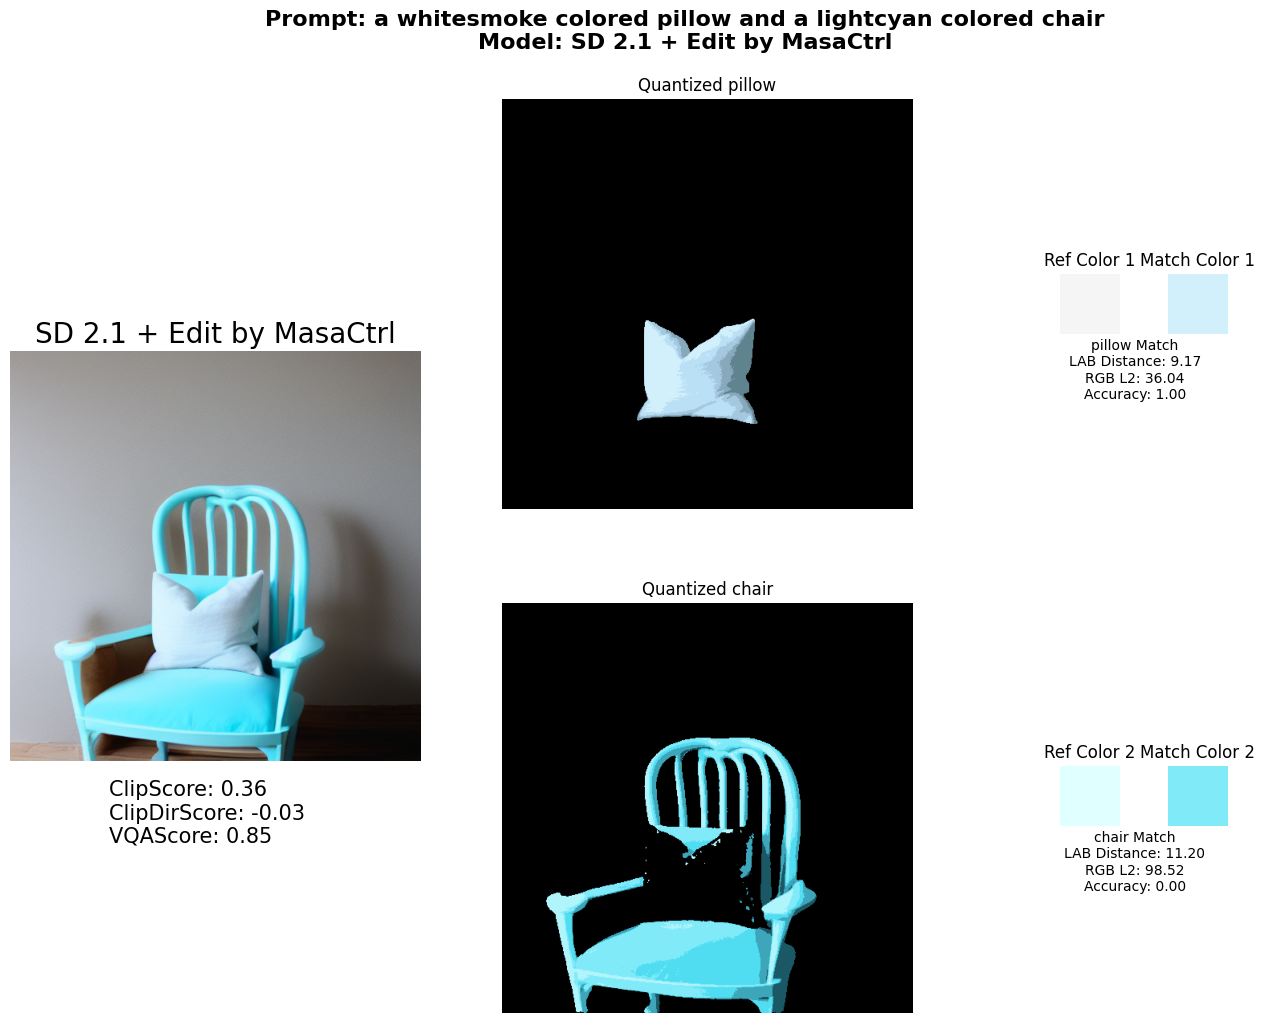 Prompt: a whitesmoke colored pillow and a lightcyan colored chair
Model: SD 2.1 + Edit by MasaCtrl
SD 2.1 + Edit by MasaCtrl
ClipScore: 0.36
ClipDirScore: -0.03
VQAScore: 0.85
Quantized pillow
Ref Color 1 Match Color 1
pillow Match
LAB Distance: 9.17
RGB L2: 36.04
Accuracy: 1.00
Quantized chair
Ref Color 2 Match Color 2
chair Match
LAB Distance: 11.20
RGB L2: 98.52
Accuracy: 0.00